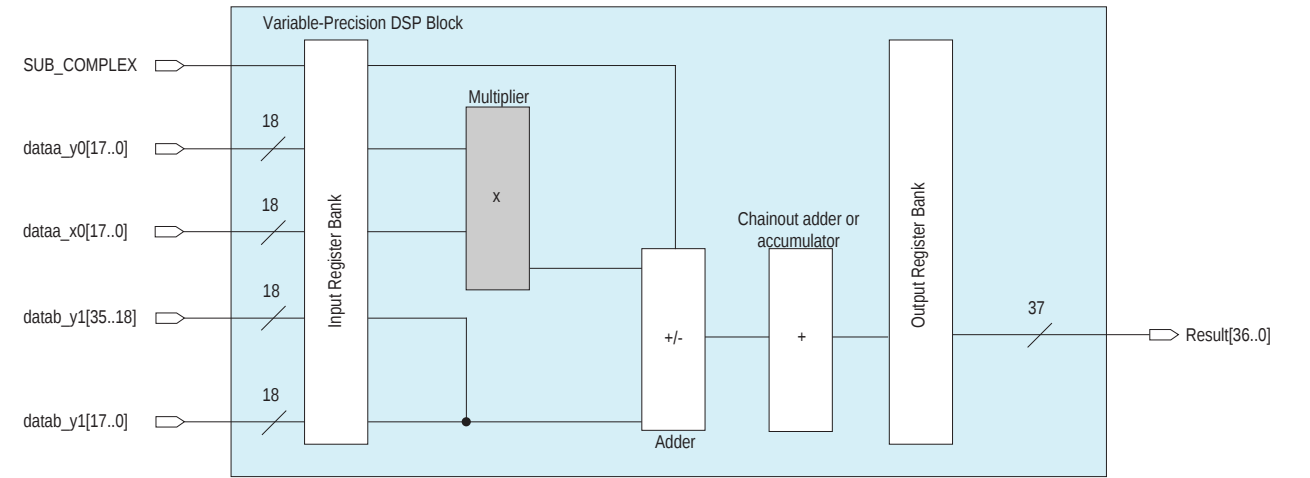 Variable-Precision DSP Block
SUB_COMPLEX
Multiplier
18
dataa_y0[17..0]
x
18
dataa_x0[17..0]
Input Register Bank
Chainout adder or
accumulator
Output Register Bank
18
datab_y1[35..18]
+/-
+
37
Result[36..0]
18
datab_y1[17..0]
Adder